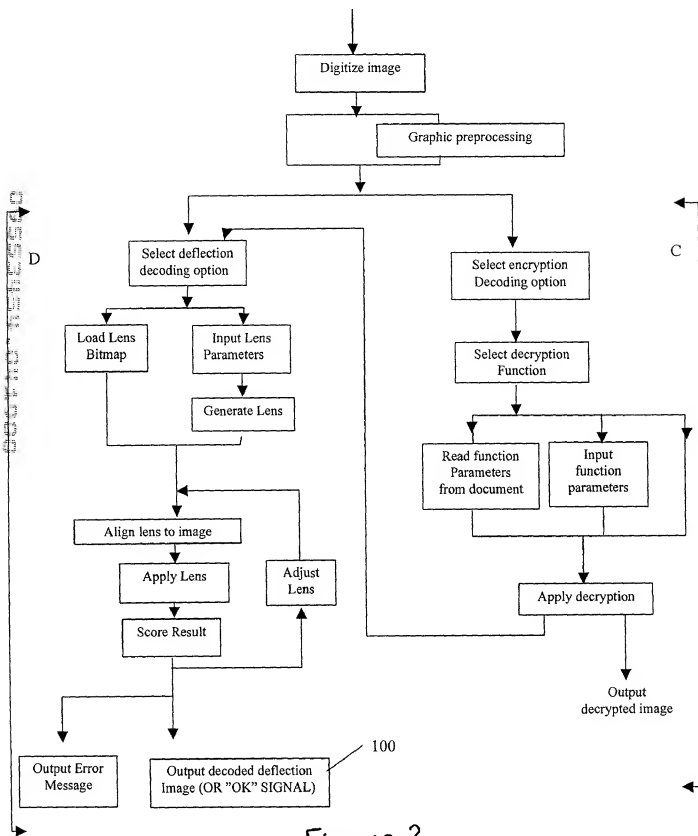 Digitize image
Graphic preprocessing
D
C
Select deflection
decoding option
Select encryption
Decoding option
Load Lens
Bitmap
Input Lens
Parameters
Select decryption
Function
Generate Lens
Read function
Parameters
from document
Input
function
parameters
Align lens to image
Apply Lens
Adjust
Lens
Apply decryption
Score Result
Output
decrypted image
100
Output Error
Message
Output decoded deflection
Image (OR "OK" SIGNAL)